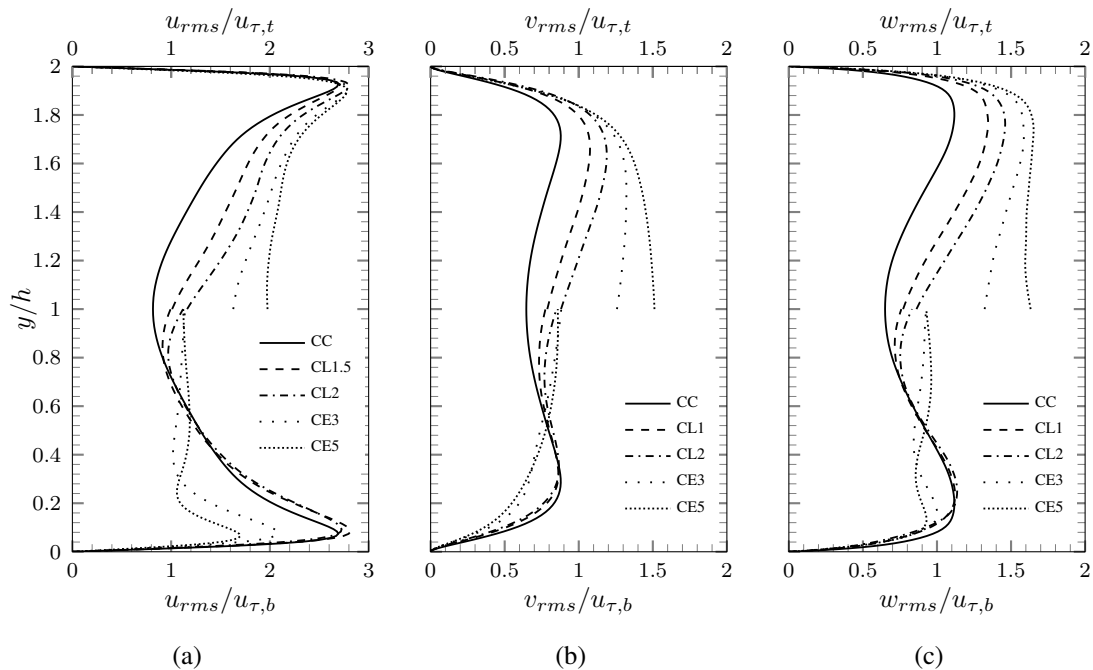 u_{rms}/u_{τ,t} v_{rms}/u_{τ,t} w_{rms}/u_{τ,t}
0 1 2 3 0 0.5 1 1.5 2 0 0.5 1 1.5 2
2
1.8
1.6
1.4
1.2
1
0.8
0.6
0.4
0.2
0
y/h
CC
CL1.5
CL2
CE3
CE5
CC
CL1
CL2
CE3
CE5
CC
CL1
CL2
CE3
CE5
0 1 2 3 0 0.5 1 1.5 2 0 0.5 1 1.5 2
u_{rms}/u_{τ,b} v_{rms}/u_{τ,b} w_{rms}/u_{τ,b}
(a) (b) (c)